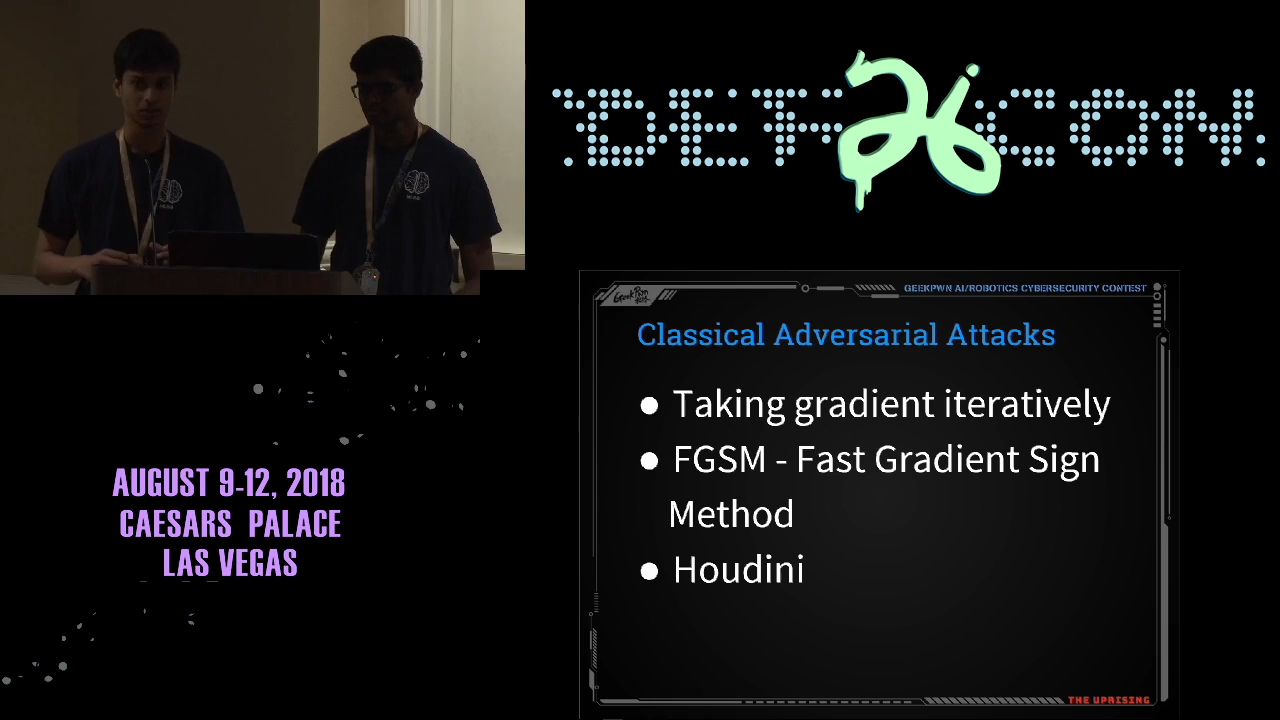 DEF CON
26
GEEKPWN AI/ROBOTICS CYBERSECURITY CONTEST
Classical Adversarial Attacks
● Taking gradient iteratively
● FGSM - Fast Gradient Sign
Method
● Houdini
THE UPRISING
AUGUST 9-12, 2018
CAESARS PALACE
LAS VEGAS